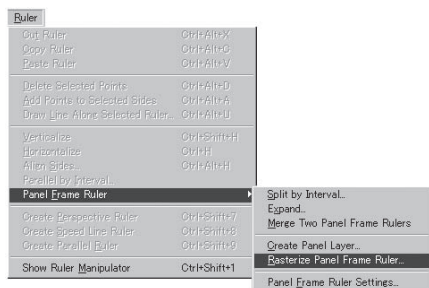 Ruler
Cut Ruler Ctrl+Alt+X
Copy Ruler Ctrl+Alt+C
Paste Ruler Ctrl+Alt+V
Delete Selected Points Ctrl+Alt+D
Add Points to Selected Sides Ctrl+Alt+A
Draw Line Along Selected Ruler... Ctrl+Alt+U
Verticalize Ctrl+Shift+H
Horizontalize Ctrl+H
Align Sides... Ctrl+Alt+H
Parallel by Interval...
Panel Frame Ruler
Split by Interval...
Expand...
Merge Two Panel Frame Rulers
Create Panel Layer...
Rasterize Panel Frame Ruler...
Panel Frame Ruler Settings...
Create Perspective Ruler Ctrl+Shift+7
Create Speed Line Ruler Ctrl+Shift+8
Create Parallel Ruler Ctrl+Shift+9
Show Ruler Manipulator Ctrl+Shift+1